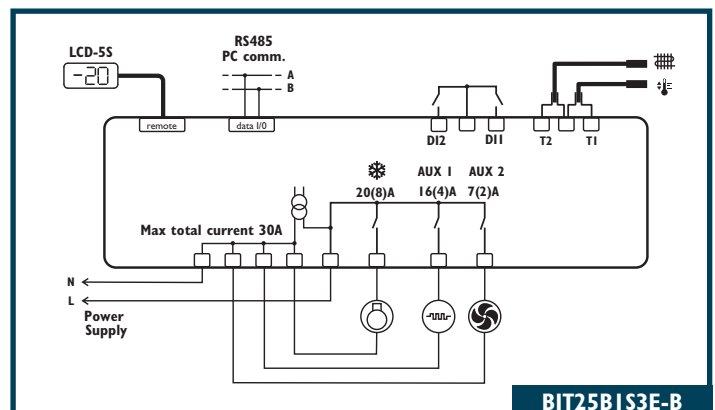 LCD-5S
-20
RS485
PC comm.
A
B
remote
data I/0
DI2
DI1
T2
T1
AUX 1
AUX 2
20(8)A
16(4)A
7(2)A
Max total current 30A
N
L
Power
Supply
BIT25B1S3E-B